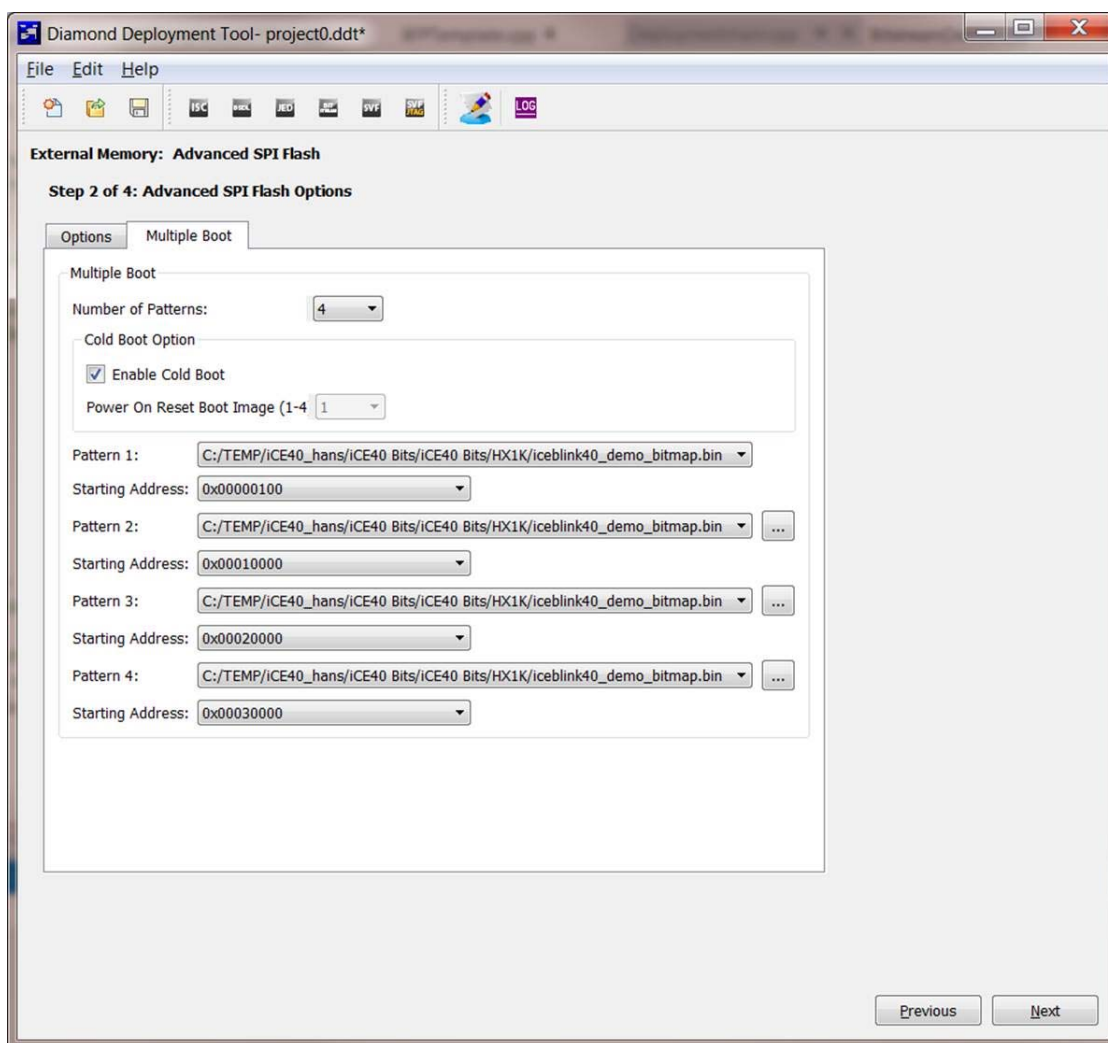 Diamond Deployment Tool- project0.ddt*
File Edit Help
ISC JED SVF LOG
External Memory: Advanced SPI Flash
Step 2 of 4: Advanced SPI Flash Options
Options Multiple Boot
Multiple Boot
Number of Patterns: 4
Cold Boot Option
Enable Cold Boot
Power On Reset Boot Image (1-4 1
Pattern 1: C:/TEMP/iCE40_hans/iCE40 Bits/iCE40 Bits/HX1K/iceblink40_demo_bitmap.bin
Starting Address: 0x00000100
Pattern 2: C:/TEMP/iCE40_hans/iCE40 Bits/iCE40 Bits/HX1K/iceblink40_demo_bitmap.bin ...
Starting Address: 0x00010000
Pattern 3: C:/TEMP/iCE40_hans/iCE40 Bits/iCE40 Bits/HX1K/iceblink40_demo_bitmap.bin ...
Starting Address: 0x00020000
Pattern 4: C:/TEMP/iCE40_hans/iCE40 Bits/iCE40 Bits/HX1K/iceblink40_demo_bitmap.bin ...
Starting Address: 0x00030000
Previous Next